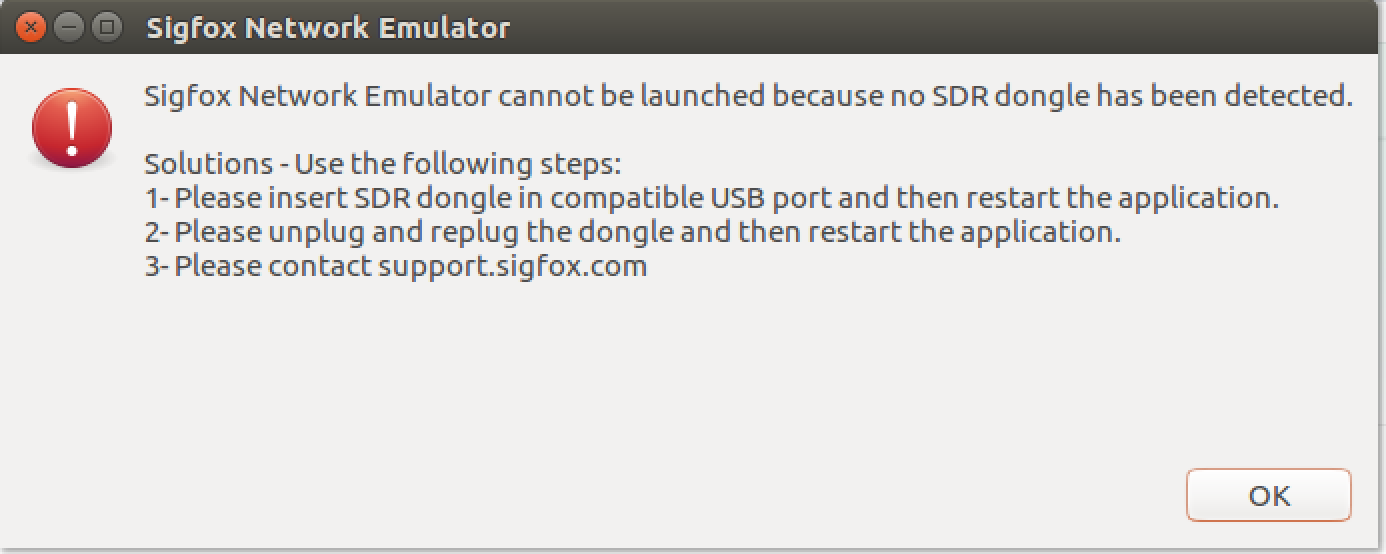 Sigfox Network Emulator
Sigfox Network Emulator cannot be launched because no SDR dongle has been detected.
Solutions - Use the following steps:
1- Please insert SDR dongle in compatible USB port and then restart the application.
2- Please unplug and replug the dongle and then restart the application.
3- Please contact support.sigfox.com
OK